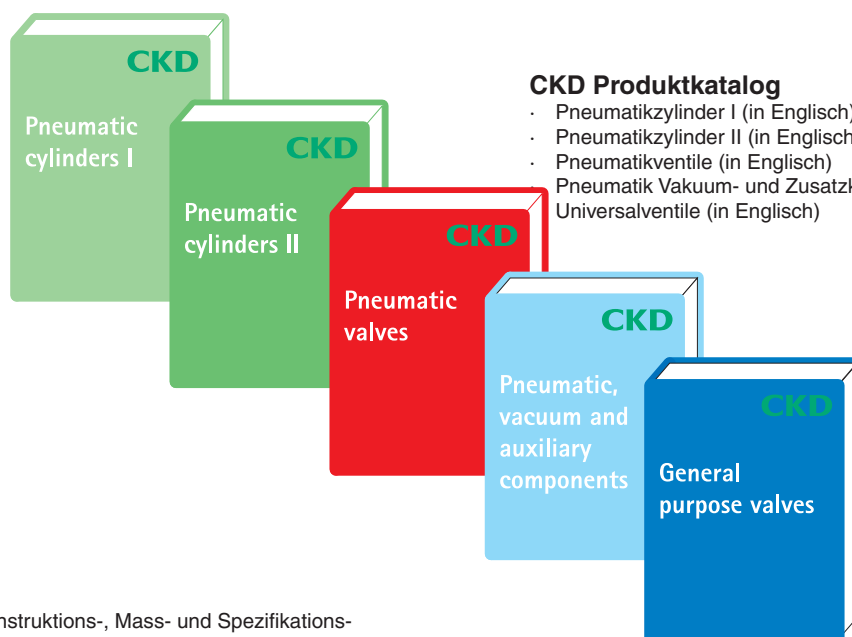 CKD
Pneumatic
cylinders I
CKD
Pneumatic
cylinders II
CKD
Pneumatic
valves
CKD
Pneumatic,
vacuum and
auxiliary
components
CKD
General
purpose valves
CKD Produktkatalog
· Pneumatikzylinder I (in Englisch)
· Pneumatikzylinder II (in Englisch
· Pneumatikventile (in Englisch)
Pneumatik Vakuum- und
Universalventile (in Englisch)
Mass- und Spezifikations-